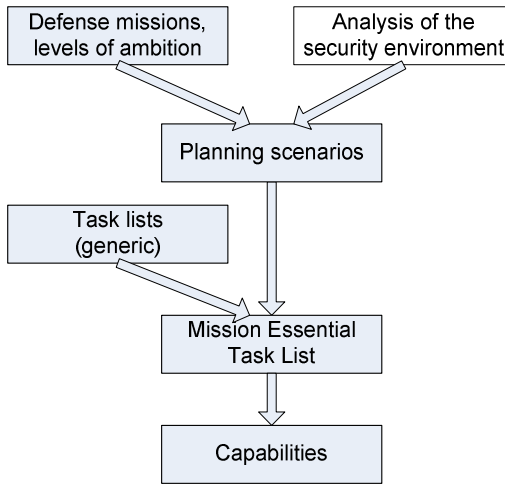 Defense missions,
levels of ambition
Analysis of the
security environment
Planning scenarios
Task lists
(generic)
Mission Essential
Task List
Capabilities